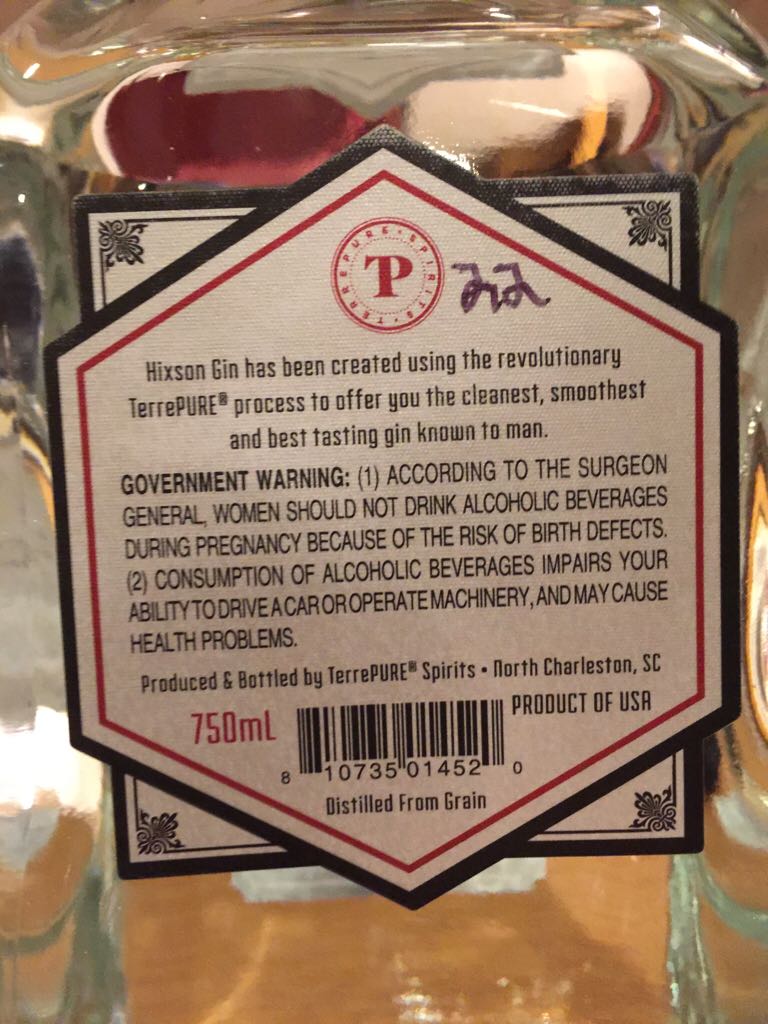 TERREPURE • SPIRITS •
TP
Hixson Gin has been created using the revolutionary
TerrePURE® process to offer you the cleanest, smoothest
and best tasting gin known to man.
GOVERNMENT WARNING: (1) ACCORDING TO THE SURGEON
GENERAL, WOMEN SHOULD NOT DRINK ALCOHOLIC BEVERAGES
DURING PREGNANCY BECAUSE OF THE RISK OF BIRTH DEFECTS.
(2) CONSUMPTION OF ALCOHOLIC BEVERAGES IMPAIRS YOUR
ABILITY TO DRIVE A CAR OR OPERATE MACHINERY, AND MAY CAUSE
HEALTH PROBLEMS.
Produced & Bottled by TerrePURE® Spirits • North Charleston, SC
PRODUCT OF USA
750mL
8 10735 01452 0
Distilled From Grain